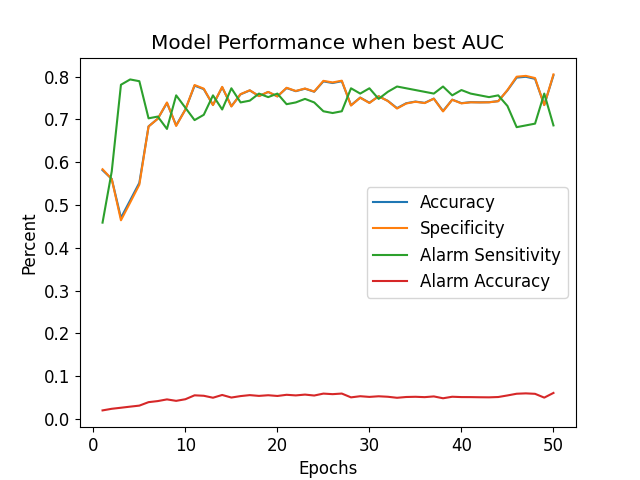 Model Performance when best AUC
Percent
0.8
0.7
0.6
0.5
0.4
0.3
0.2
0.1
0.0
Accuracy
Specificity
Alarm Sensitivity
Alarm Accuracy
0 10 20 30 40 50
Epochs